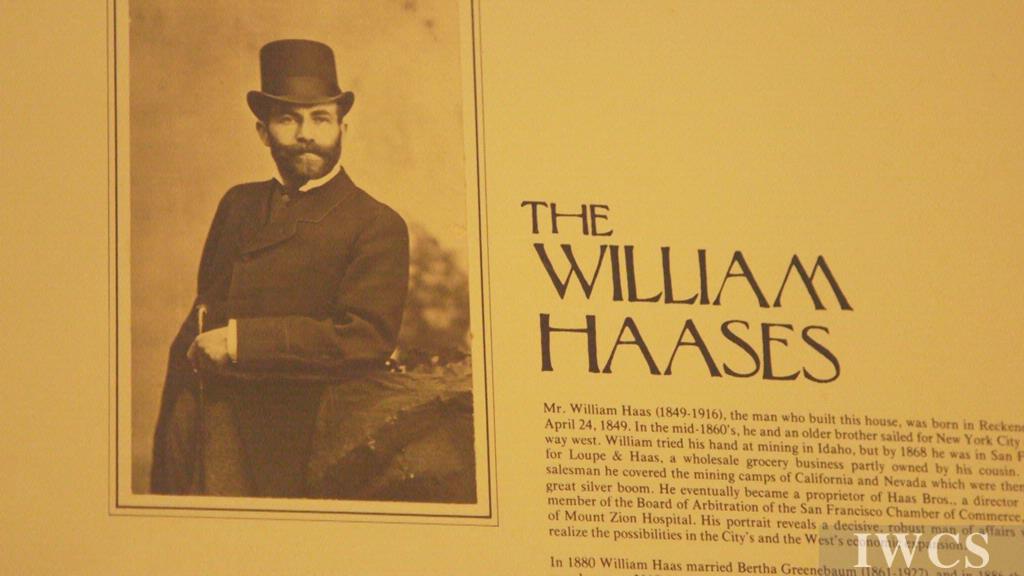 THE
WILLIAM
HAASES
Mr. William Haas (1849-1916), the man who built this house, was born in
April 24, 1849. In the mid-1860's, he and an older brother sailed for New York City
way west. William tried his hand at mining in Idaho, but by 1868 he was in San
for Loupe & Haas, a wholesale grocery business partly owned by his cousin.
salesman he covered the mining camps of California and Nevada which were
great silver boom. He eventually became a proprietor of Haas Bros., a director
member of the Board of Arbitration of the San Francisco Chamber of Commerce,
of Mount Zion Hospital. His portrait reveals a decisive, robust man of affairs
realize the possibilities in the City's and the West's economic expansion.
In 1880 William Haas married Bertha Greenebaum (1861-1927), and in
IWCS